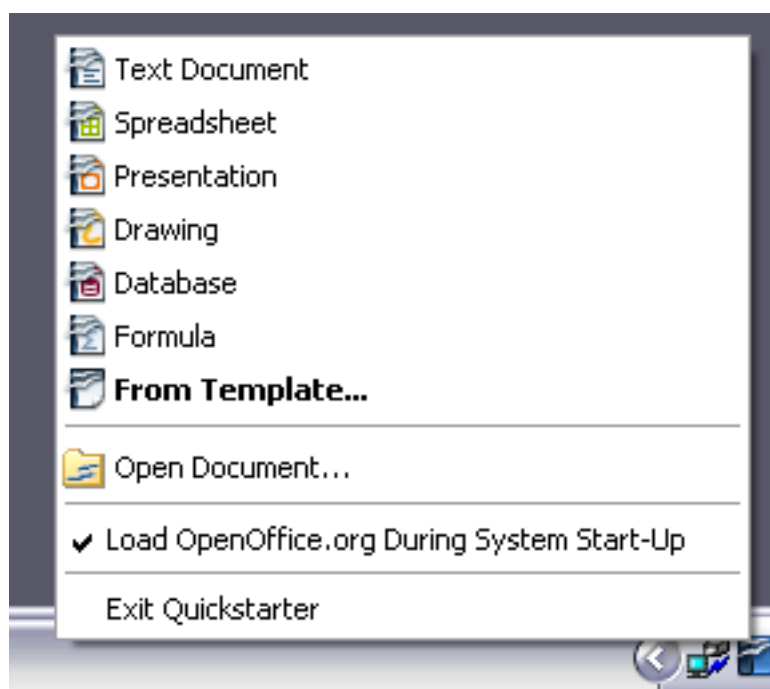 Text Document
Spreadsheet
Presentation
Drawing
Database
Formula
From Template...
Open Document...
Load OpenOffice.org During System Start-Up
Exit Quickstarter